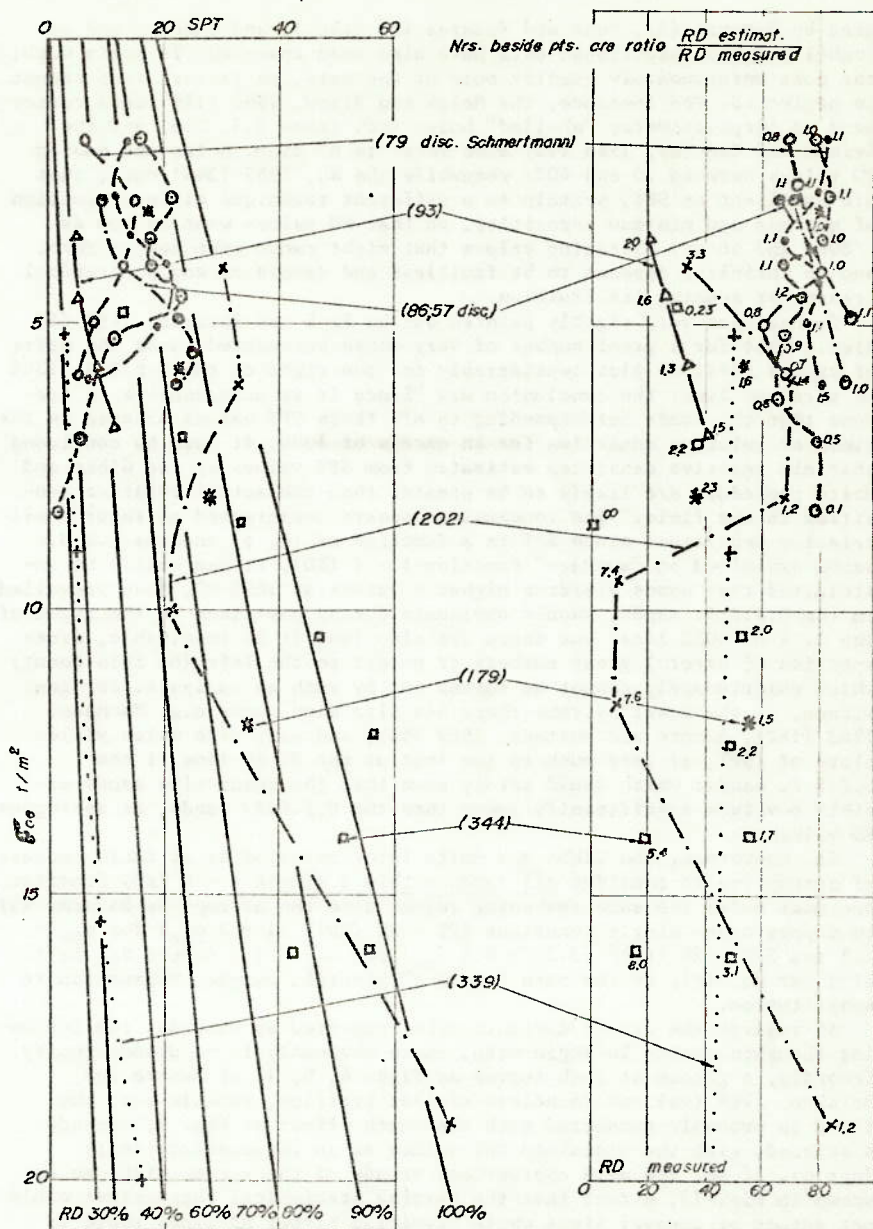 0 20 SPT 60 80
Nrs. beside pts. are ratio RD estimat.
RD measured
(79 disc. Schmertmann)
(93)
(86;57 disc)
(202)
(179)
(344)
(339)
5
10
15
20
σ̄ve t/m²
0.8 1.0 1.1
1.1 1.1
1.1 1.0
2.0
3.3 1.0
1.6 1.2
0.23 0.8 1.1 1.1
0.9
1.3 1.6 0.7 1.4
1.5 1.0
0.5
1.5
2.2 0.5
2.3 1.2 0.1
∞
7.4
2.0
7.6 1.5
2.2
5.4 1.7
8.0 3.1
1.2
RD measured
RD 30% 40% 60% 70% 80% 90% 100% 0 20 40 60 80